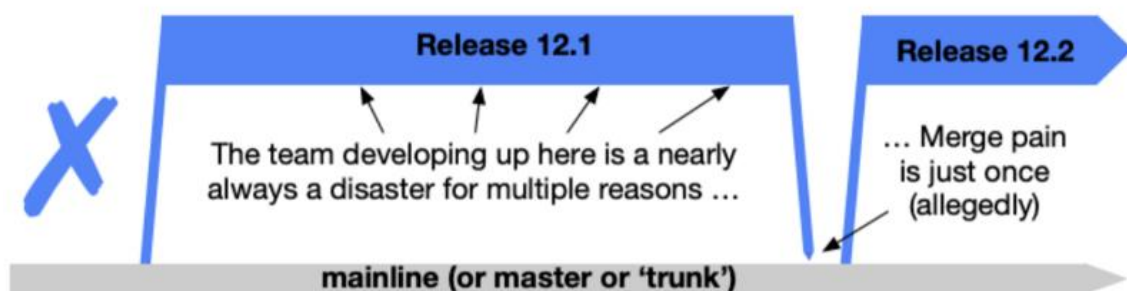 Release 12.1
Release 12.2
The team developing up here is a nearly
always a disaster for multiple reasons …
… Merge pain
is just once
(allegedly)
mainline (or master or ‘trunk’)